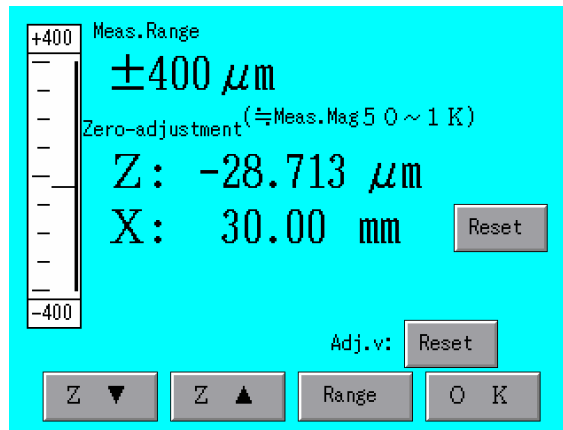 +400
Meas.Range
±400 μm
Zero-adjustment(≒Meas.Mag５０～１K)
Z: -28.713 μm
X: 30.00 mm
Reset
-400
Adj.v: Reset
Z ▼
Z ▲
Range
O K